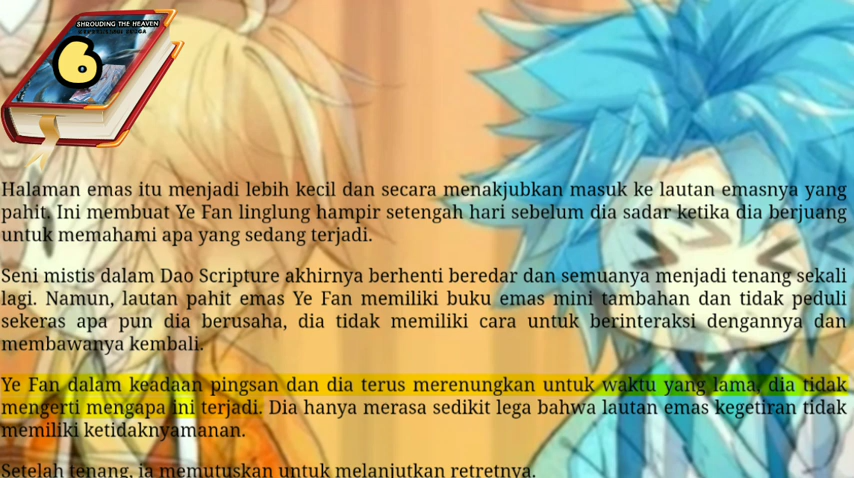 SHROUDING THE HEAVEN
6
Halaman emas itu menjadi lebih kecil dan secara menakjubkan masuk ke lautan emasnya yang
pahit. Ini membuat Ye Fan linglung hampir setengah hari sebelum dia sadar ketika dia berjuang
untuk memahami apa yang sedang terjadi.
Seni mistis dalam Dao Scripture akhirnya berhenti beredar dan semuanya menjadi tenang sekali
lagi. Namun, lautan pahit emas Ye Fan memiliki buku emas mini tambahan dan tidak peduli
sekeras apa pun dia berusaha, dia tidak memiliki cara untuk berinteraksi dengannya dan
membawanya kembali.
Ye Fan dalam keadaan pingsan dan dia terus merenungkan untuk waktu yang lama, dia tidak
mengerti mengapa ini terjadi. Dia hanya merasa sedikit lega bahwa lautan emas kegetiran tidak
memiliki ketidaknyamanan.
Setelah tenang, ia memutuskan untuk melanjutkan retretnya.